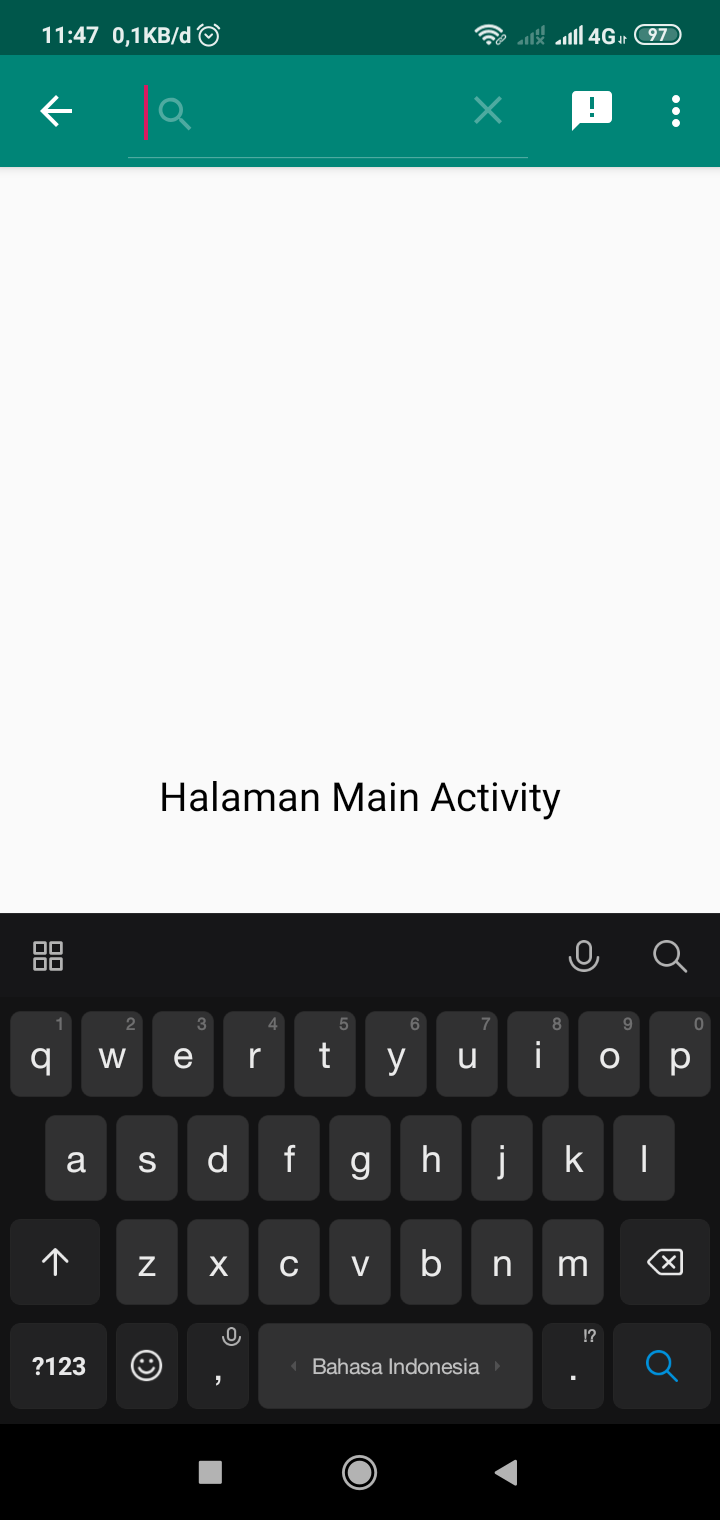 11:47 0,1KB/d 4G 97
Halaman Main Activity
1 2 3 4 5 6 7 8 9 0
q w e r t y u i o p
a s d f g h j k l
z x c v b n m
!?
?123 , Bahasa Indonesia .